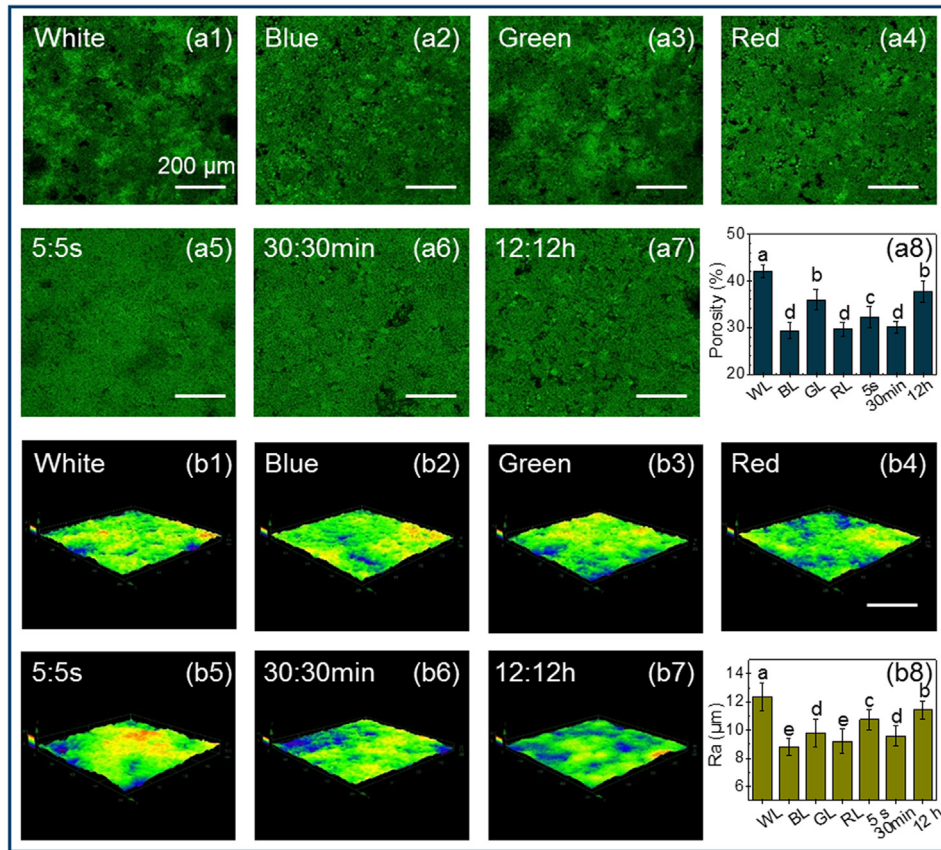 White (a1)
200 μm
Blue (a2)
Green (a3)
Red (a4)
5:5s (a5)
30:30min (a6)
12:12h (a7)
(a8)
Porosity (%)
50
40
30
20
a
d
b
d
c
d
b
WL
BL
GL
RL
5s
30min
12h
White (b1)
Blue (b2)
Green (b3)
Red (b4)
5:5s (b5)
30:30min (b6)
12:12h (b7)
(b8)
Ra (μm)
14
12
10
8
6
a
e
d
e
c
d
b
WL
BL
GL
RL
5 s
30min
12 h